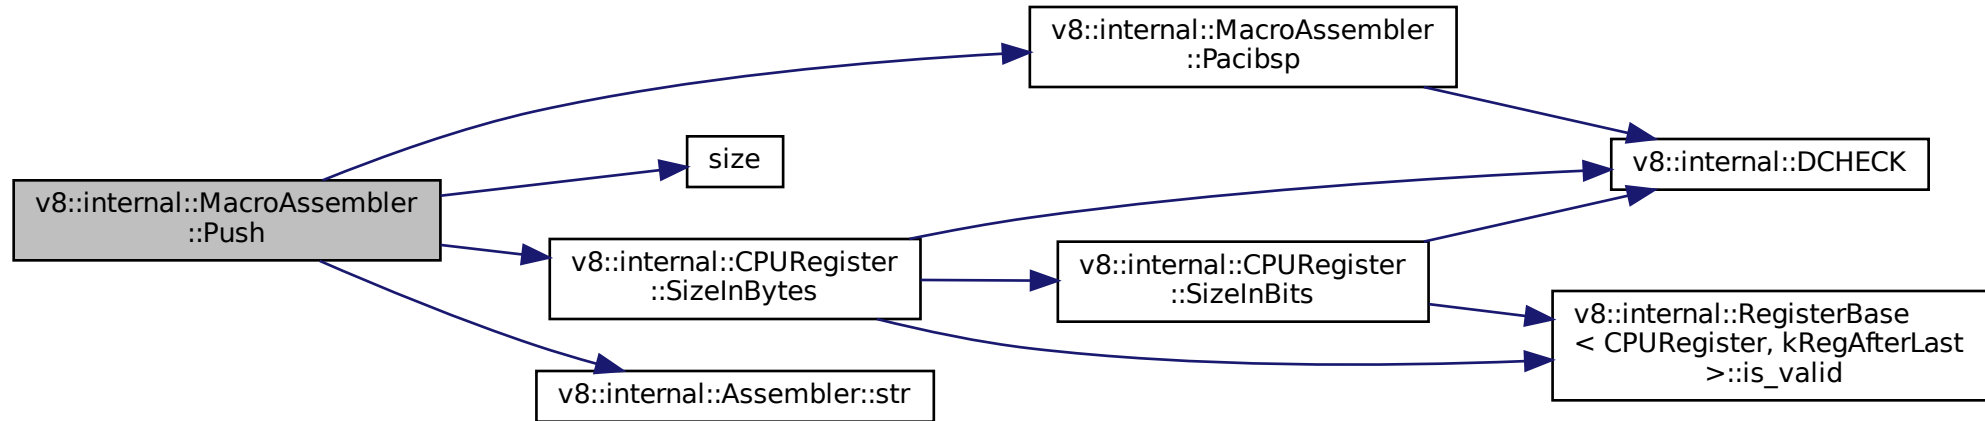 v8::internal::MacroAssembler
::Push
v8::internal::MacroAssembler
::Pacibsp
size
v8::internal::CPURegister
::SizeInBytes
v8::internal::Assembler::str
v8::internal::CPURegister
::SizeInBits
v8::internal::DCHECK
v8::internal::RegisterBase
< CPURegister, kRegAfterLast
>::is_valid